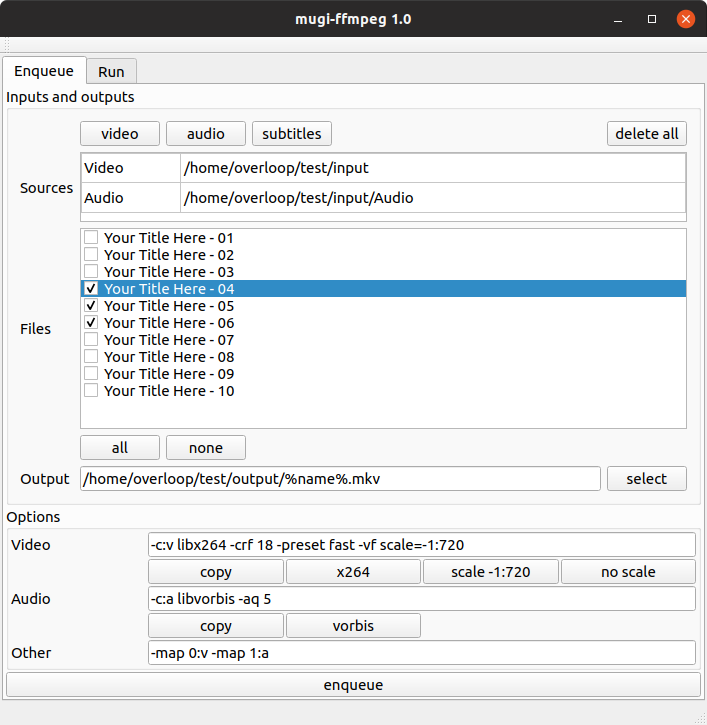 mugi-ffmpeg 1.0
Enqueue Run
Inputs and outputs
video audio subtitles delete all
Sources
Video /home/overloop/test/input
Audio /home/overloop/test/input/Audio
Files
Your Title Here - 01
Your Title Here - 02
Your Title Here - 03
Your Title Here - 04
Your Title Here - 05
Your Title Here - 06
Your Title Here - 07
Your Title Here - 08
Your Title Here - 09
Your Title Here - 10
all none
Output /home/overloop/test/output/%name%.mkv select
Options
Video -c:v libx264 -crf 18 -preset fast -vf scale=-1:720
copy x264 scale -1:720 no scale
Audio -c:a libvorbis -aq 5
copy vorbis
Other -map 0:v -map 1:a
enqueue